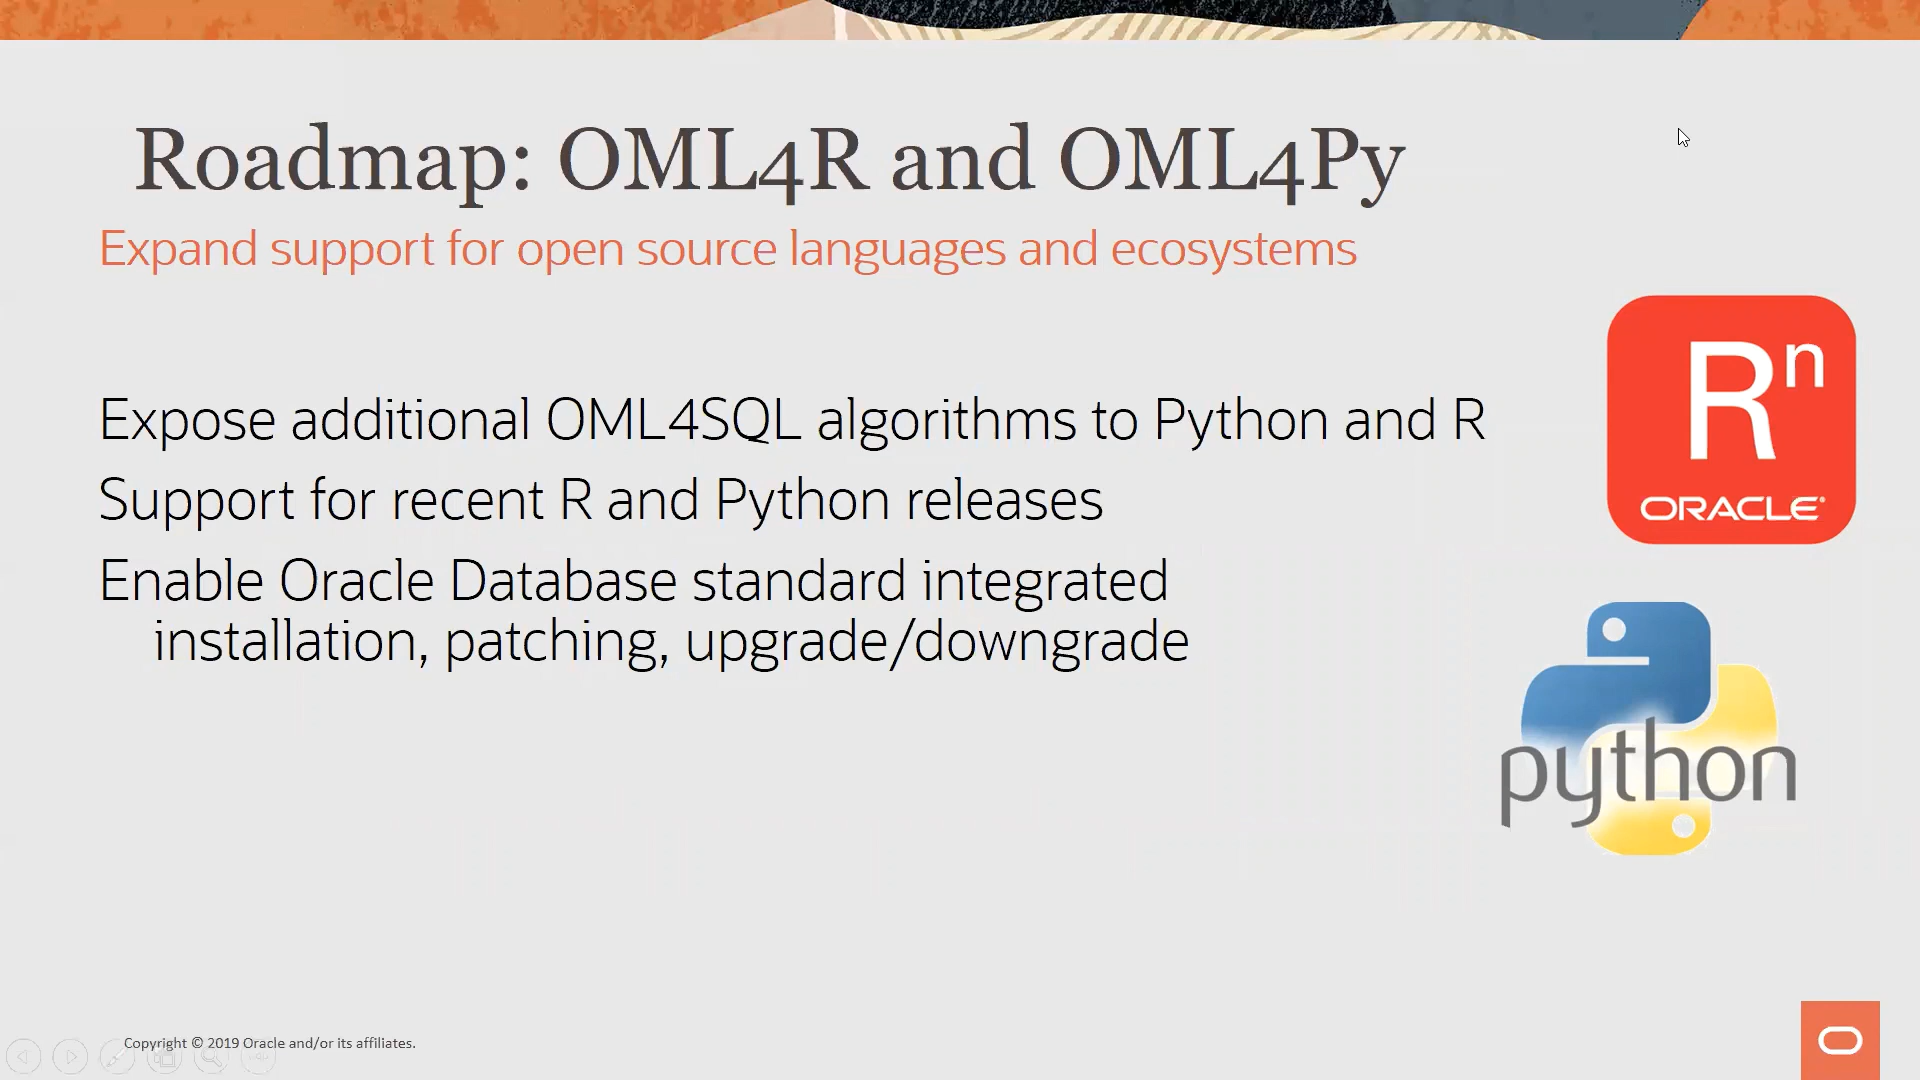 Roadmap: OML4R and OML4Py
Expand support for open source languages and ecosystems
Expose additional OML4SQL algorithms to Python and R
Support for recent R and Python releases
Enable Oracle Database standard integrated
installation, patching, upgrade/downgrade
Rn
ORACLE®
python
Copyright © 2019 Oracle and/or its affiliates.